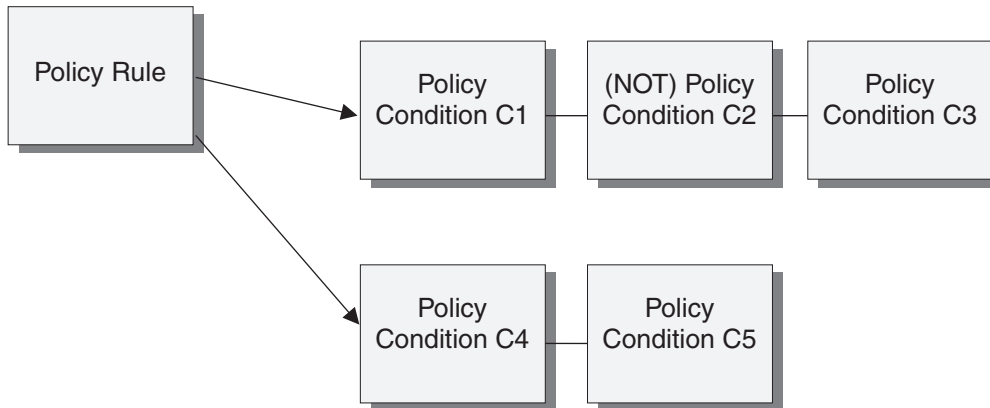 Policy Rule
Policy
Condition C1
(NOT) Policy
Condition C2
Policy
Condition C3
Policy
Condition C4
Policy
Condition C5